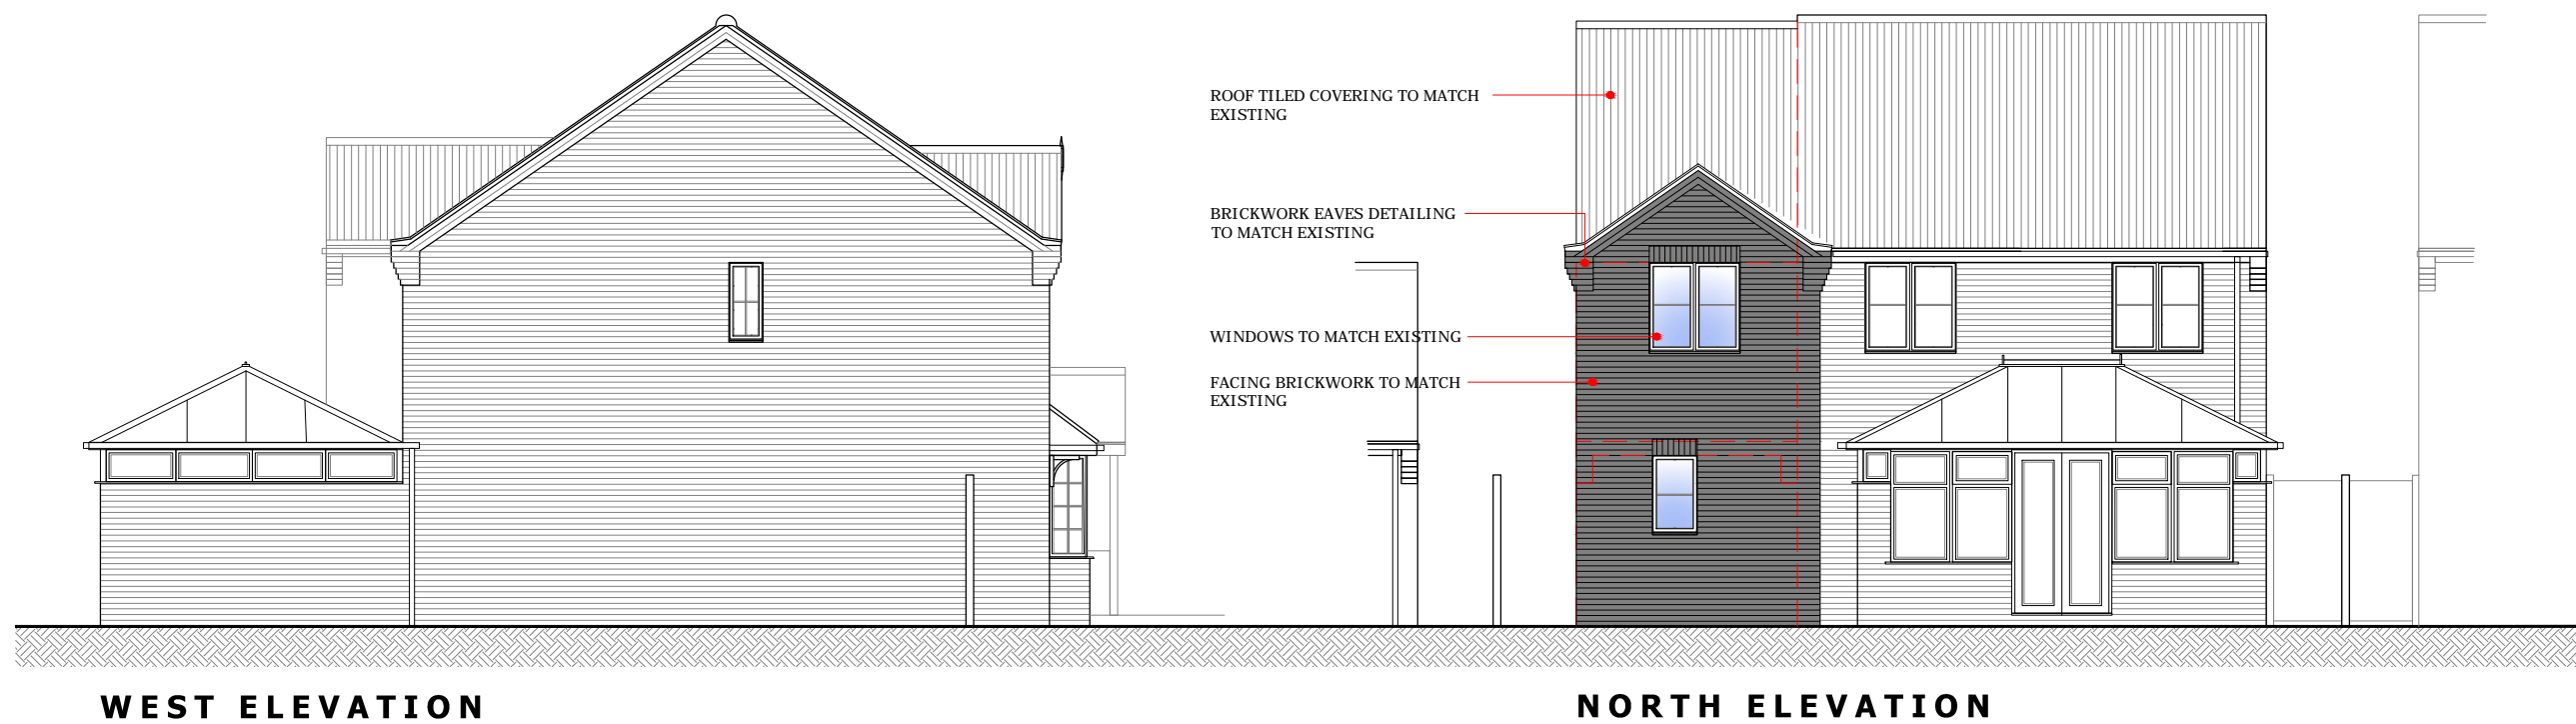 ROOF TILED COVERING TO MATCH
EXISTING
BRICKWORK EAVES DETAILING
TO MATCH EXISTING
WINDOWS TO MATCH EXISTING
FACING BRICKWORK TO MATCH
EXISTING
WEST ELEVATION
NORTH ELEVATION